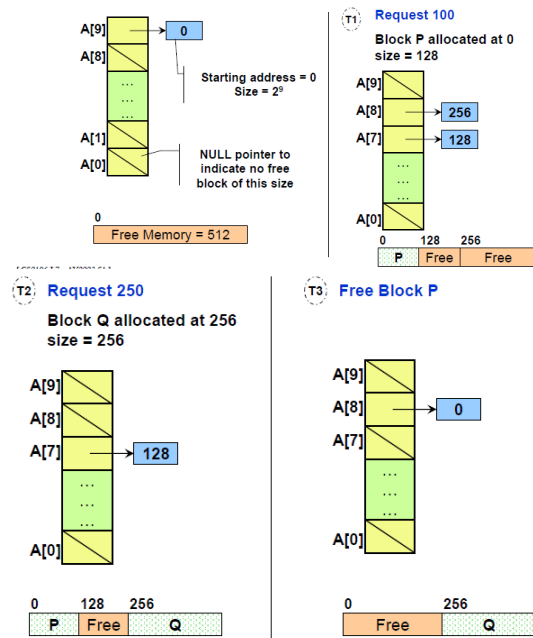 A[9]
0
A[8]
Starting address = 0
Size = 2⁹
...
...
...
A[1]
A[0]
NULL pointer to
indicate no free
block of this size
0
Free Memory = 512
T1 Request 100
Block P allocated at 0
size = 128
A[9]
A[8]
256
A[7]
128
...
...
...
A[0]
0 128 256
P Free Free
T2 Request 250
Block Q allocated at 256
size = 256
A[9]
A[8]
A[7]
128
...
...
...
A[0]
0 128 256
P Free Q
T3 Free Block P
A[9]
A[8]
0
A[7]
...
...
...
A[0]
0 256
Free Q